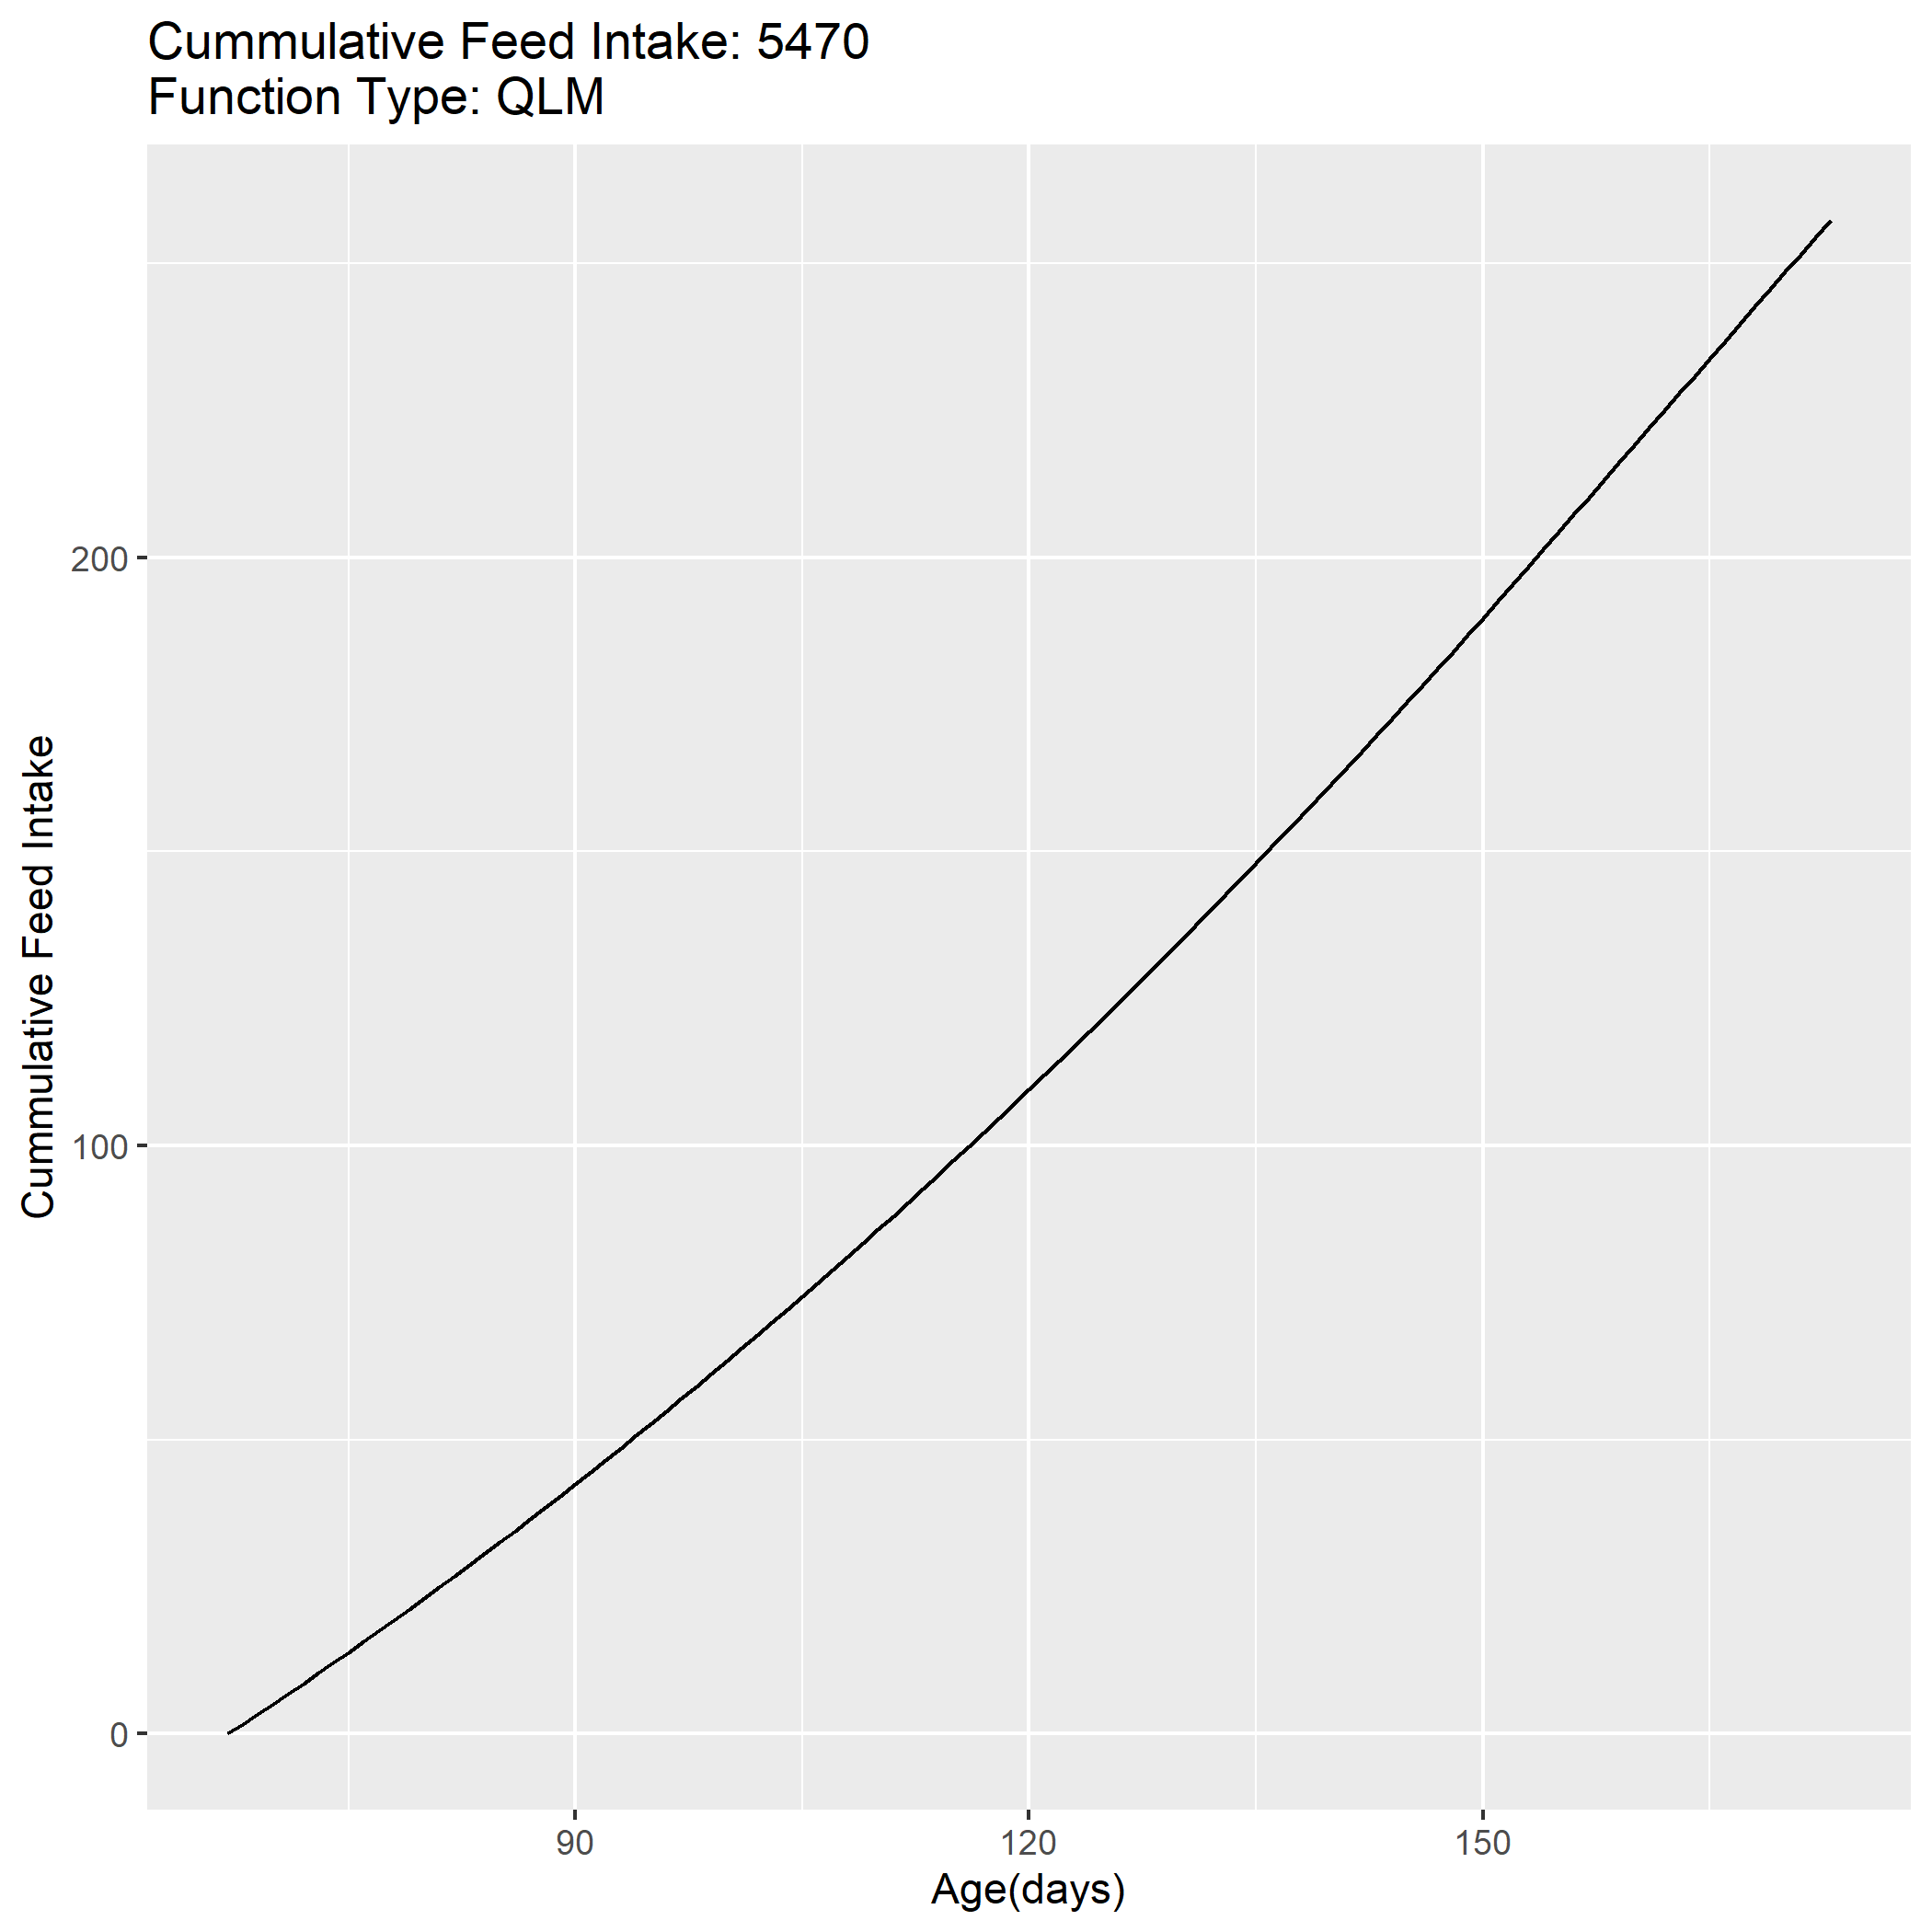 Cummulative Feed Intake: 5470
Function Type: QLM
Cummulative Feed Intake
200
100
0
90
120
150
Age(days)